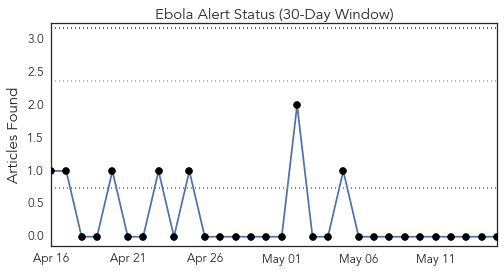 Ebola Alert Status (30-Day Window)
Articles Found
3.0
2.5
2.0
1.5
1.0
0.5
0.0
Apr 16 Apr 21 Apr 26 May 01 May 06 May 11